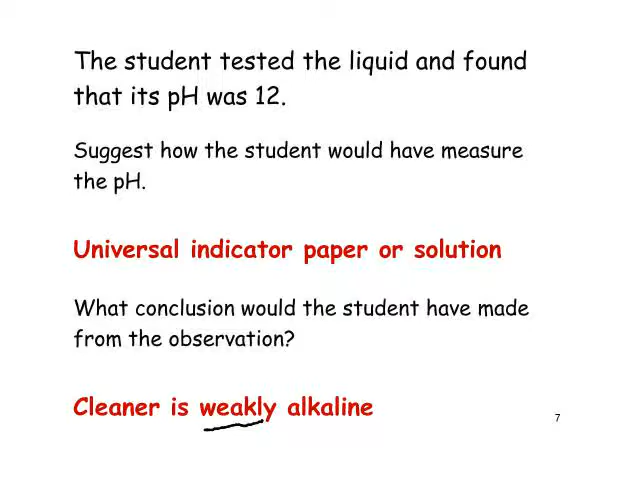 The student tested the liquid and found
that its pH was 12.
Suggest how the student would have measure
the pH.
Universal indicator paper or solution
What conclusion would the student have made
from the observation?
Cleaner is weakly alkaline
7